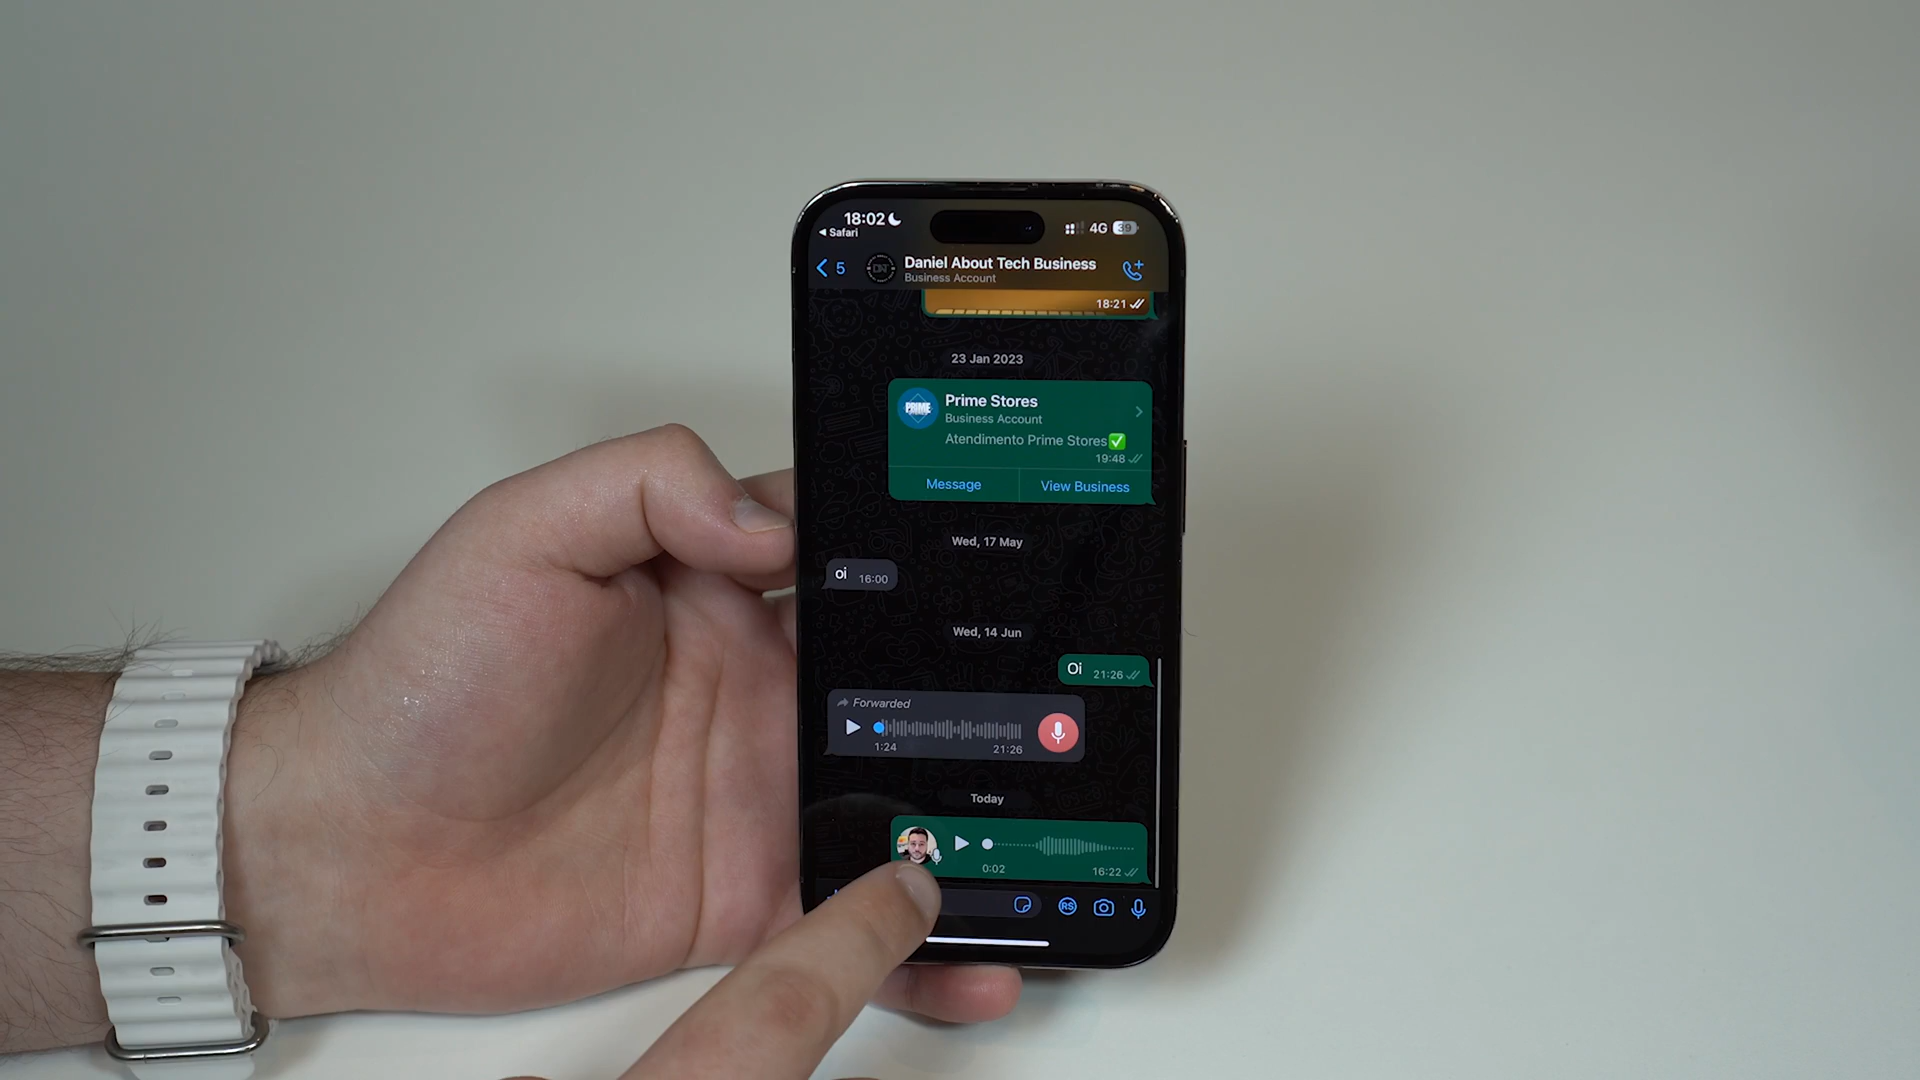 18:02
Safari
4G 39
5
Daniel About Tech Business
Business Account
18:21
23 Jan 2023
PRIME
Prime Stores
Business Account
Atendimento Prime Stores✅
19:48
Message
View Business
Wed, 17 May
oi 16:00
Wed, 14 Jun
Oi 21:26
Forwarded
1:24
21:26
Today
0:02
16:22
R$